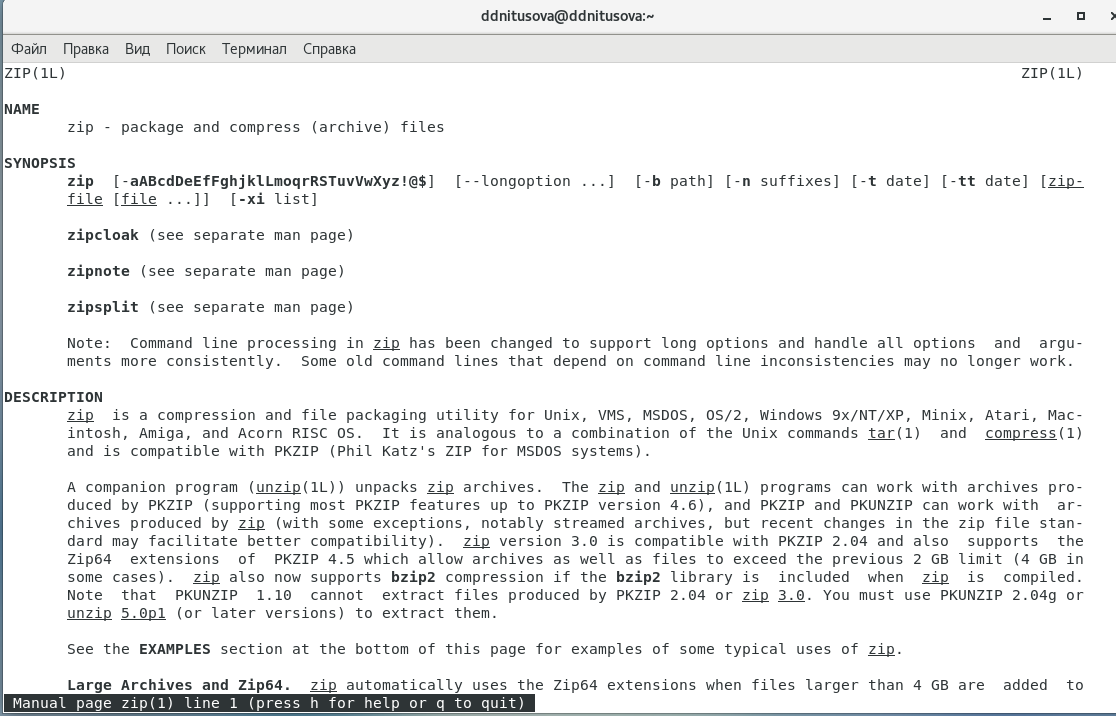 ddnitusova@ddnitusova:~
Файл Правка Вид Поиск Терминал Справка
ZIP(1L) ZIP(1L)
NAME
zip - package and compress (archive) files
SYNOPSIS
zip [-aABcdDeEfFghjklLmoqrRSTuvVwXyz!@$] [--longoption ...] [-b path] [-n suffixes] [-t date] [-tt date] [zip-
file [file ...]] [-xi list]
zipcloak (see separate man page)
zipnote (see separate man page)
zipsplit (see separate man page)
Note: Command line processing in zip has been changed to support long options and handle all options and argu-
ments more consistently. Some old command lines that depend on command line inconsistencies may no longer work.
DESCRIPTION
zip is a compression and file packaging utility for Unix, VMS, MSDOS, OS/2, Windows 9x/NT/XP, Minix, Atari, Mac-
intosh, Amiga, and Acorn RISC OS. It is analogous to a combination of the Unix commands tar(1) and compress(1)
and is compatible with PKZIP (Phil Katz's ZIP for MSDOS systems).
A companion program (unzip(1L)) unpacks zip archives. The zip and unzip(1L) programs can work with archives pro-
duced by PKZIP (supporting most PKZIP features up to PKZIP version 4.6), and PKZIP and PKUNZIP can work with ar-
chives produced by zip (with some exceptions, notably streamed archives, but recent changes in the zip file stan-
dard may facilitate better compatibility). zip version 3.0 is compatible with PKZIP 2.04 and also supports the
Zip64 extensions of PKZIP 4.5 which allow archives as well as files to exceed the previous 2 GB limit (4 GB in
some cases). zip also now supports bzip2 compression if the bzip2 library is included when zip is compiled.
Note that PKUNZIP 1.10 cannot extract files produced by PKZIP 2.04 or zip 3.0. You must use PKUNZIP 2.04g or
unzip 5.0p1 (or later versions) to extract them.
See the EXAMPLES section at the bottom of this page for examples of some typical uses of zip.
Large Archives and Zip64. zip automatically uses the Zip64 extensions when files larger than 4 GB are added to
Manual page zip(1) line 1 (press h for help or q to quit)